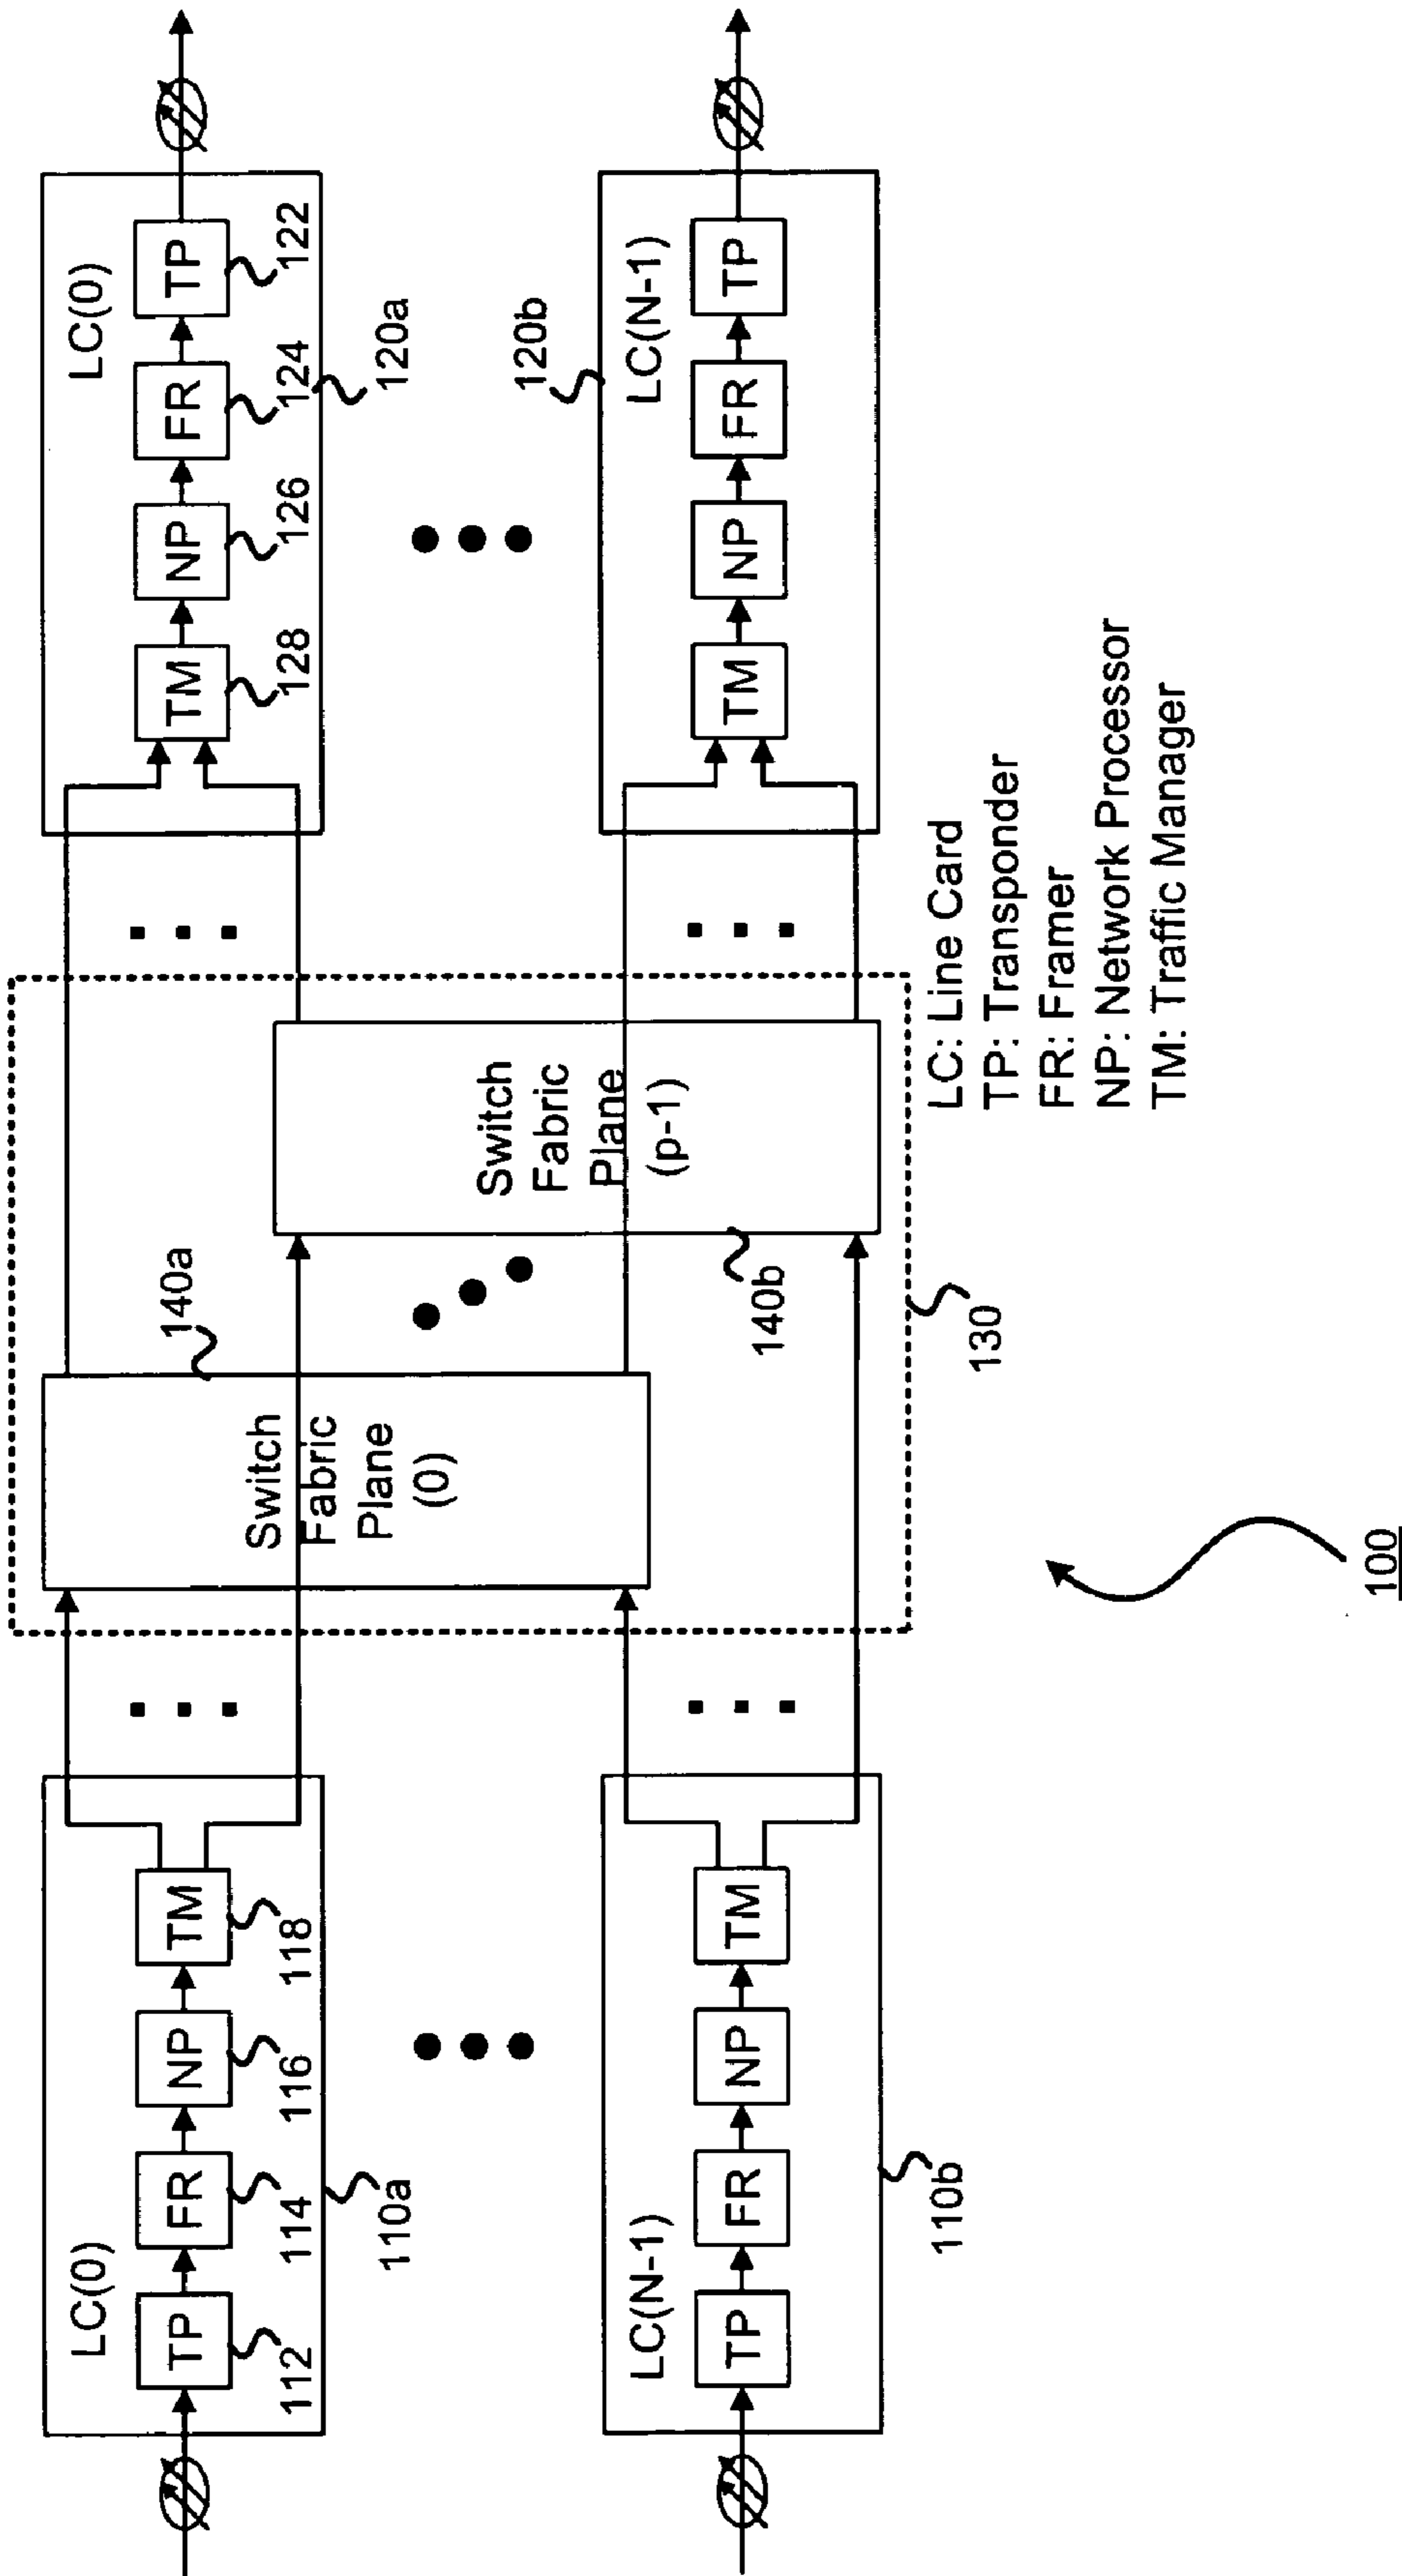 LC(0)
TP
FR
NP
TM
112
114
116
118
110a
LC(N-1)
TP
FR
NP
TM
110b
Switch
Fabric
Plane
(0)
140a
Switch
Fabric
Plane
(p-1)
140b
130
LC(0)
TM
NP
FR
TP
128
126
124
122
120a
120b
LC(N-1)
TM
NP
FR
TP
LC: Line Card
TP: Transponder
FR: Framer
NP: Network Processor
TM: Traffic Manager
100